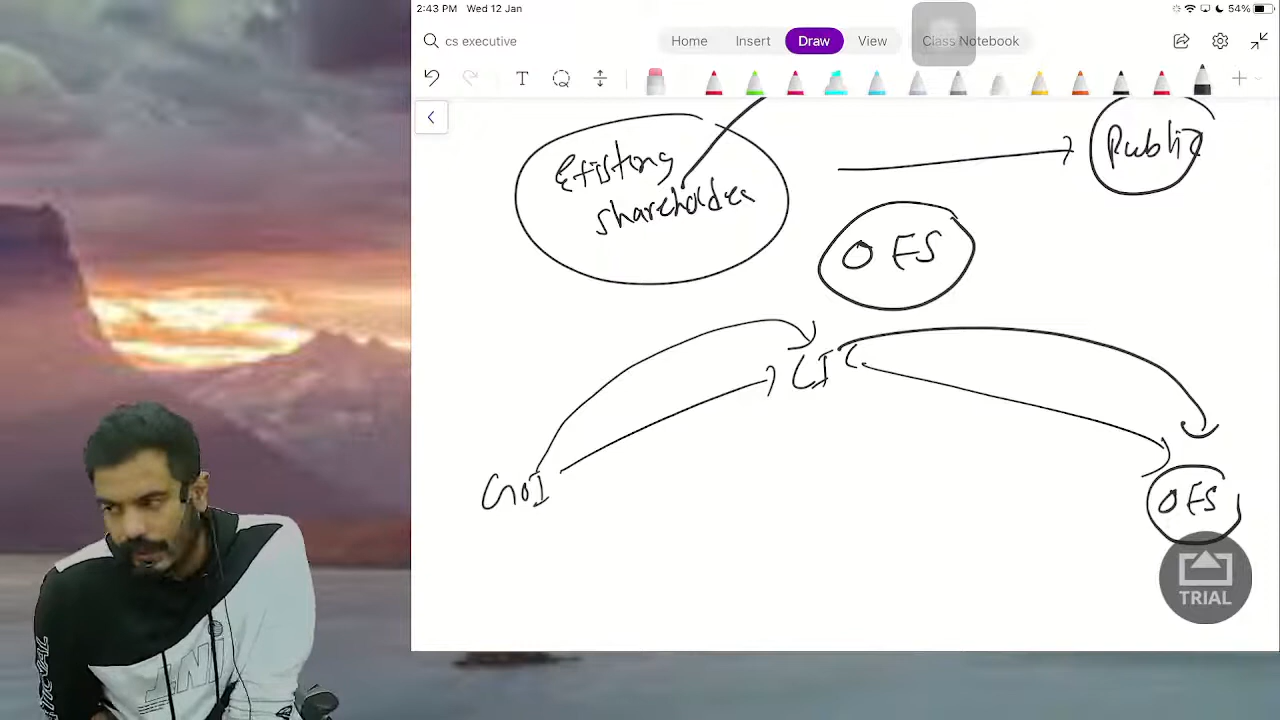 2:43 PM Wed 12 Jan
54%
cs executive
Home Insert Draw View Class Notebook
T
Existing
shareholder
Public
OFS
CI
GOI
OFS
TRIAL